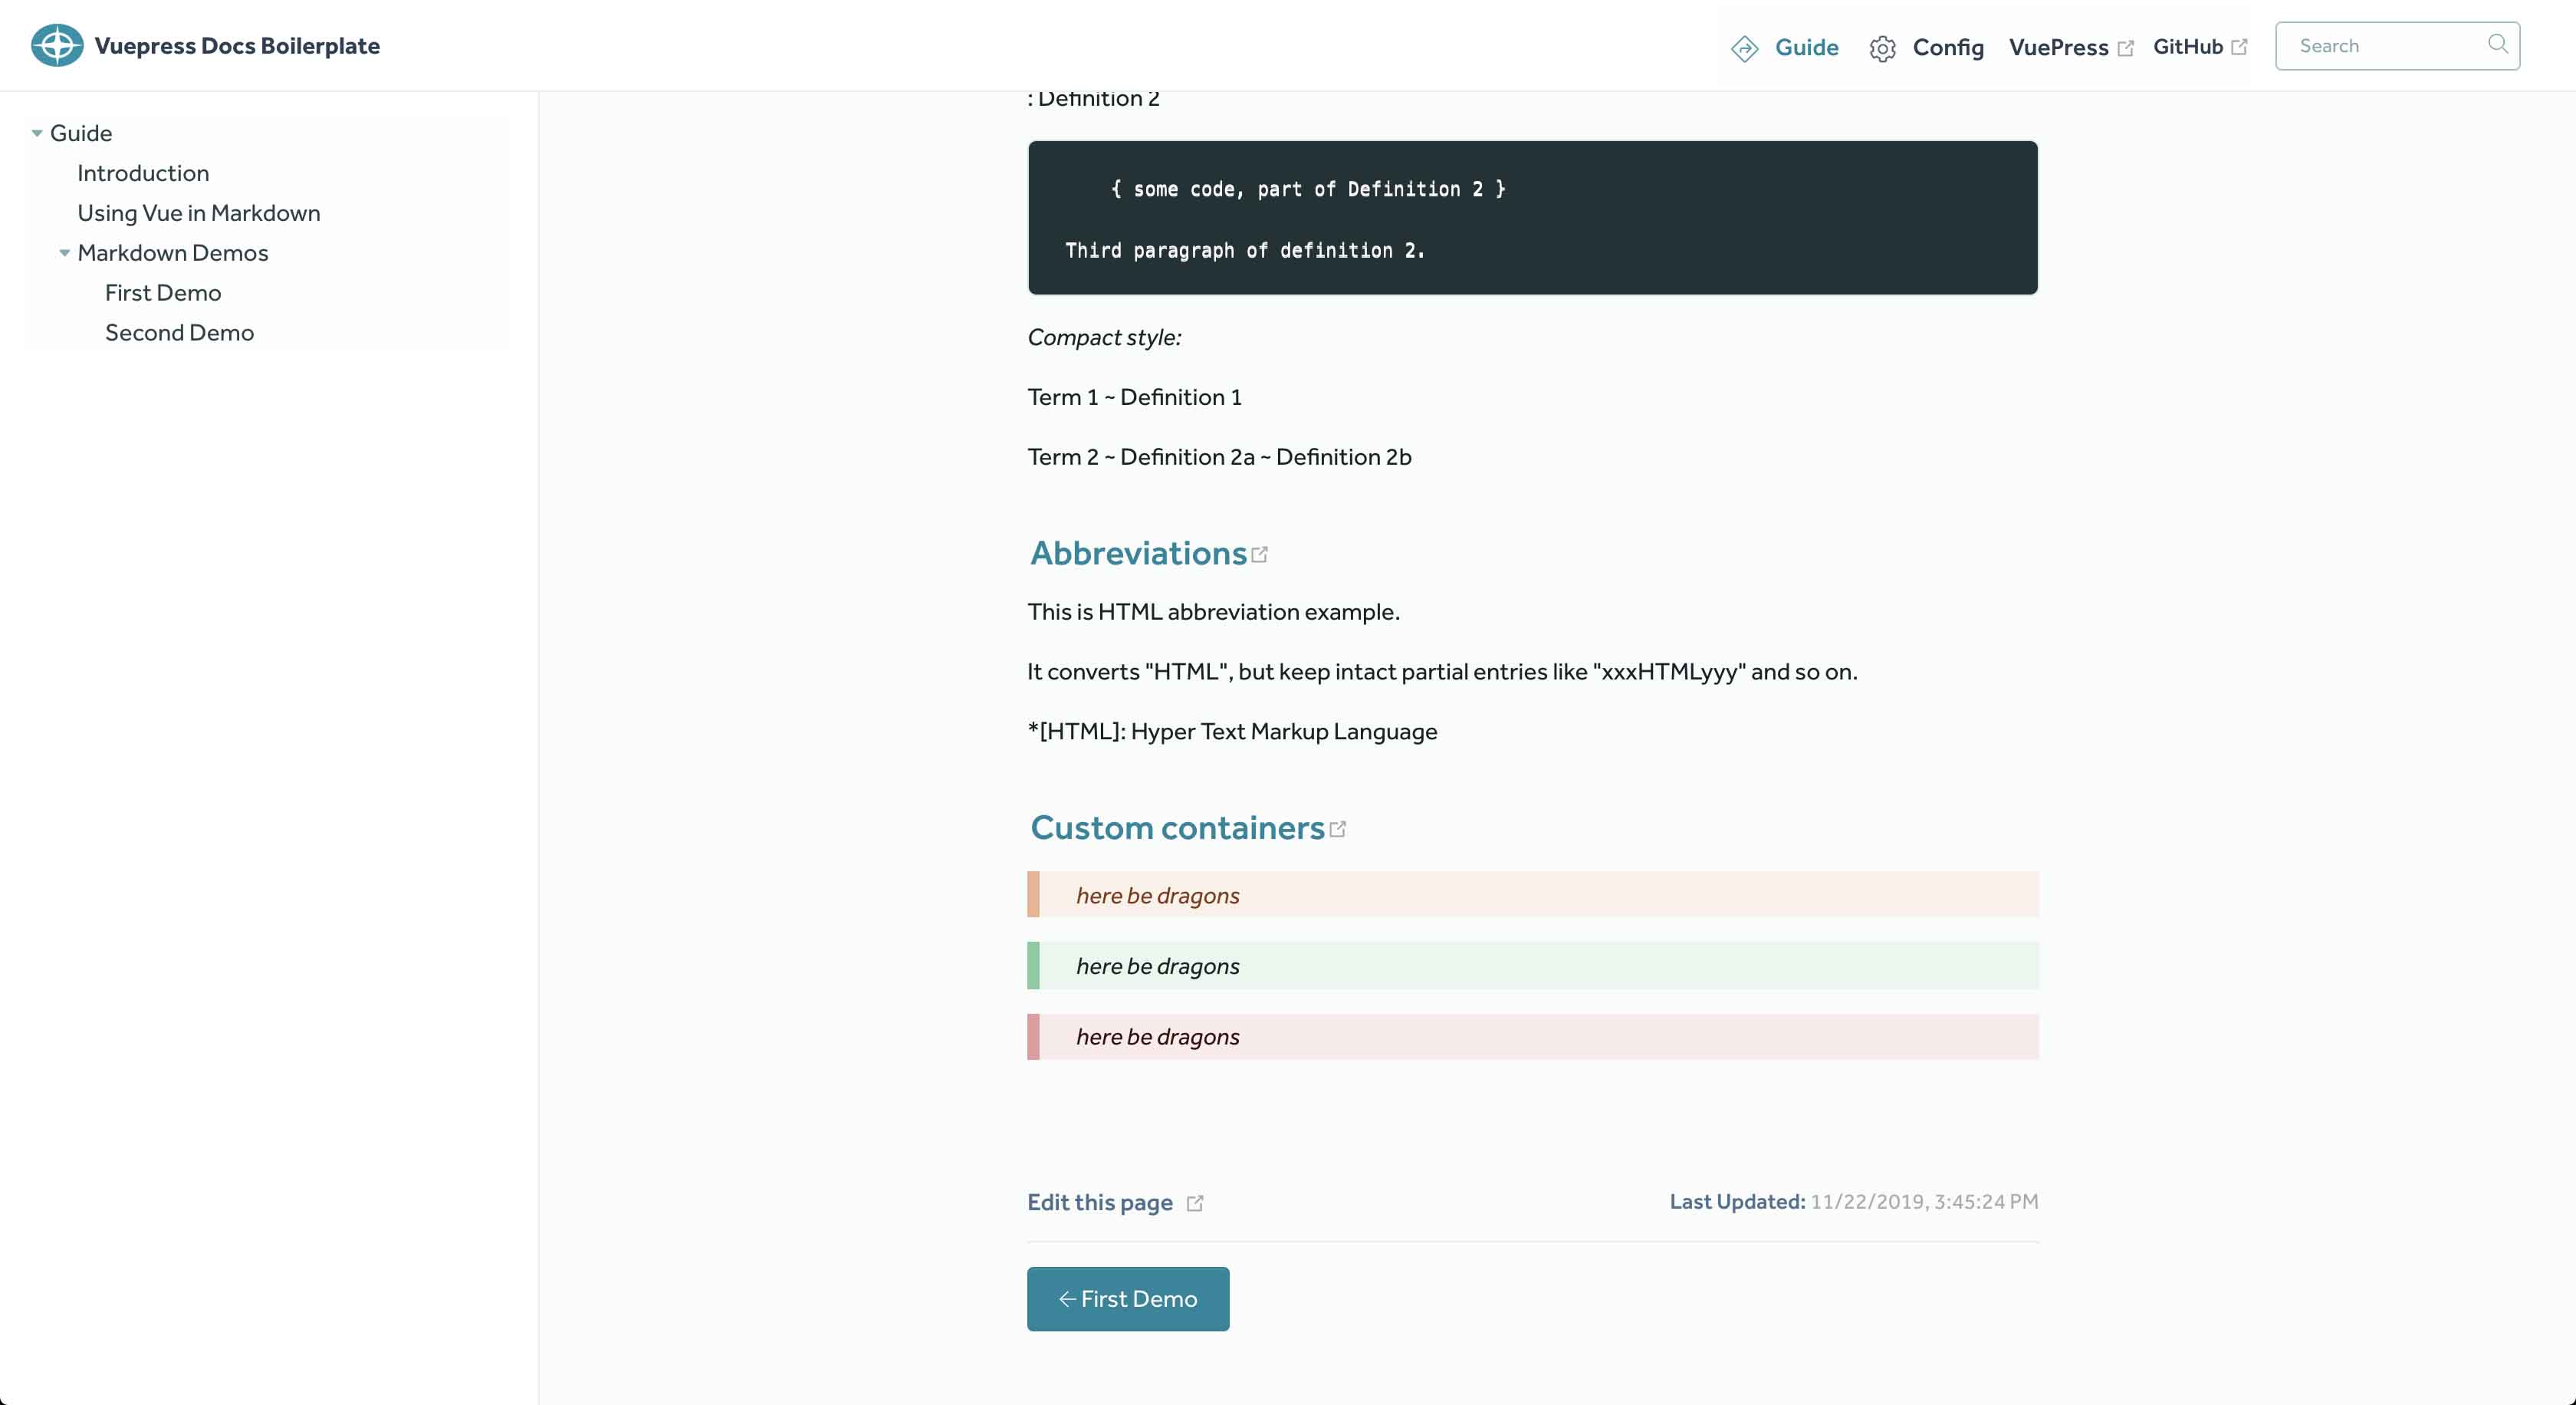 Vuepress Docs Boilerplate
Guide
Config
VuePress
GitHub
Search
Guide
Introduction
Using Vue in Markdown
Markdown Demos
First Demo
Second Demo
: Definition 2
{ some code, part of Definition 2 }
Third paragraph of definition 2.
Compact style:
Term 1 ~ Definition 1
Term 2 ~ Definition 2a ~ Definition 2b
Abbreviations
This is HTML abbreviation example.
It converts "HTML", but keep intact partial entries like "xxxHTMLyyy" and so on.
*[HTML]: Hyper Text Markup Language
Custom containers
here be dragons
here be dragons
here be dragons
Edit this page
Last Updated: 11/22/2019, 3:45:24 PM
← First Demo